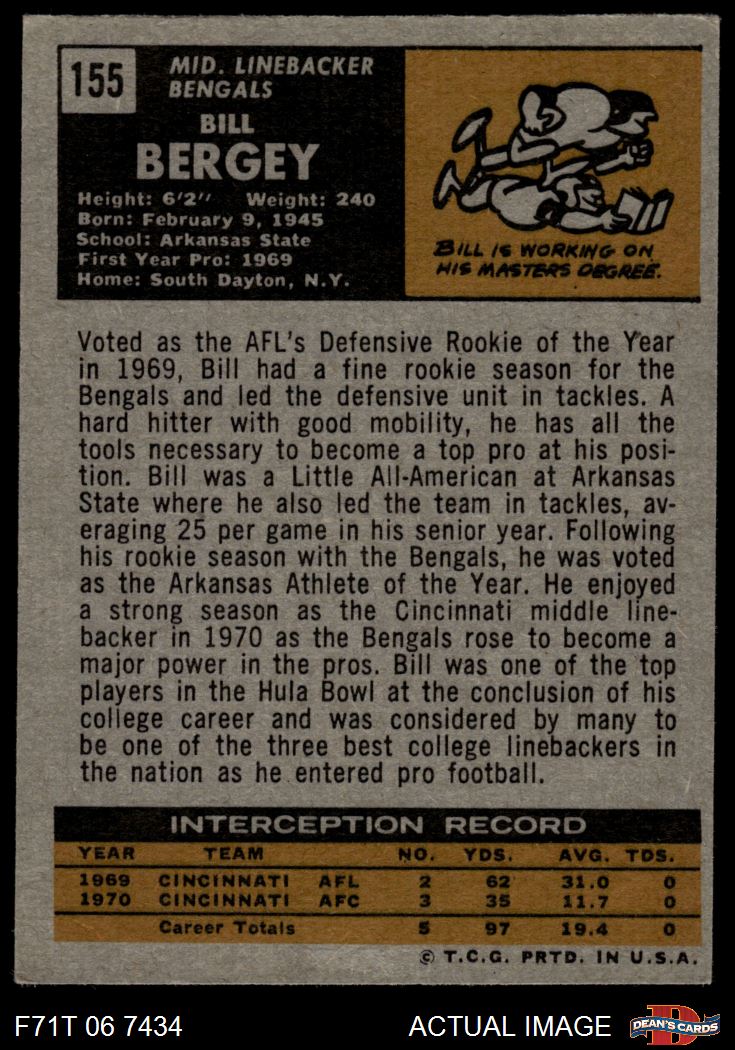 155
MID. LINEBACKER
BENGALS
BILL
BERGEY
Height: 6'2" Weight: 240
Born: February 9, 1945
School: Arkansas State
First Year Pro: 1969
Home: South Dayton, N.Y.
BILL IS WORKING ON
HIS MASTERS DEGREE.
Voted as the AFL's Defensive Rookie of the Year
in 1969, Bill had a fine rookie season for the
Bengals and led the defensive unit in tackles. A
hard hitter with good mobility, he has all the
tools necessary to become a top pro at his posi-
tion. Bill was a Little All-American at Arkansas
State where he also led the team in tackles, av-
eraging 25 per game in his senior year. Following
his rookie season with the Bengals, he was voted
as the Arkansas Athlete of the Year. He enjoyed
a strong season as the Cincinnati middle line-
backer in 1970 as the Bengals rose to become a
major power in the pros. Bill was one of the top
players in the Hula Bowl at the conclusion of his
college career and was considered by many to
be one of the three best college linebackers in
the nation as he entered pro football.
INTERCEPTION RECORD
YEAR TEAM NO. YDS. AVG. TDS.
1969 CINCINNATI AFL 2 62 31.0 0
1970 CINCINNATI AFC 3 35 11.7 0
Career Totals 5 97 19.4 0
© T.C.G. PRTD. IN U.S.A.
F71T 06 7434 ACTUAL IMAGE D DEAN'S CARDS